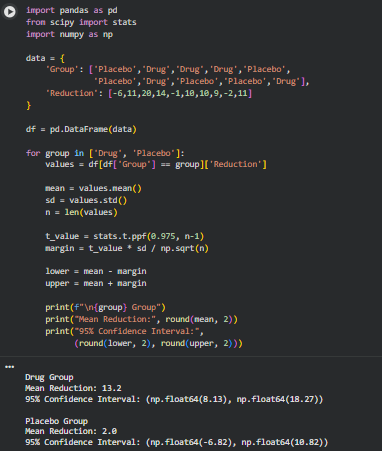 import pandas as pd
from scipy import stats
import numpy as np
data = {
    'Group': ['Placebo','Drug','Drug','Drug','Placebo',
              'Placebo','Drug','Placebo','Placebo','Drug'],
    'Reduction': [-6,11,20,14,-1,10,10,9,-2,11]
}
df = pd.DataFrame(data)
for group in ['Drug', 'Placebo']:
    values = df[df['Group'] == group]['Reduction']
    mean = values.mean()
    sd = values.std()
    n = len(values)
    t_value = stats.t.ppf(0.975, n-1)
    margin = t_value * sd / np.sqrt(n)
    lower = mean - margin
    upper = mean + margin
    print(f"\n{group} Group")
    print("Mean Reduction:", round(mean, 2))
    print("95% Confidence Interval:",
          (round(lower, 2), round(upper, 2)))
Drug Group
Mean Reduction: 13.2
95% Confidence Interval: (np.float64(8.13), np.float64(18.27))
Placebo Group
Mean Reduction: 2.0
95% Confidence Interval: (np.float64(-6.82), np.float64(10.82))